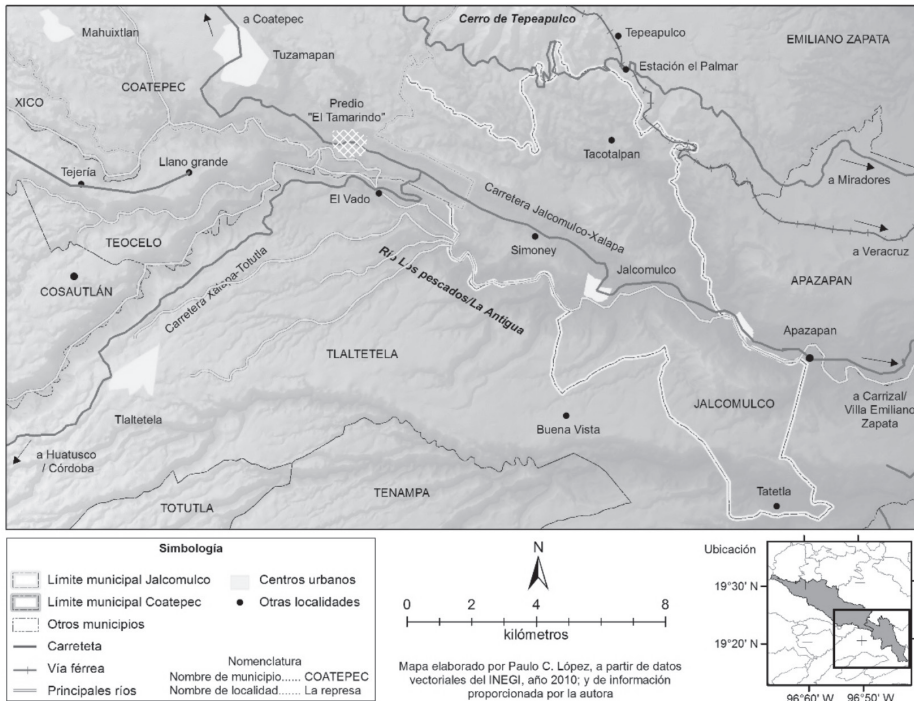 a Coatepec
Cerro de Tepeapulco
Tepeapulco
EMILIANO ZAPATA
Mahuixtlan
Tuzamapan
Estación el Palmar
COATEPEC
XICO
Predio
"El Tamarindo"
Tacotalpan
Tejería
Llano grande
a Miradores
El Vado
Carretera Jalcomulco-Xalapa
TEOCELO
Simoney
a Veracruz
COSAUTLÁN
Carretera Xalapa-Totutla
Río Los pescados/La Antigua
Jalcomulco
APAZAPAN
Apazapan
TLALTETELA
JALCOMULCO
a Carrizal/
Villa Emiliano
Zapata
Tlaltetela
Buena Vista
a Huatusco
/ Córdoba
TOTUTLA
TENAMPA
Tatetla
Simbología
Límite municipal Jalcomulco
Centros urbanos
Límite municipal Coatepec
Otras localidades
Otros municipios
Carreteta
Vía férrea
Principales ríos
Nomenclatura
Nombre de municipio..... COATEPEC
Nombre de localidad...... La represa
N
0 2 4 6 8
kilómetros
Mapa elaborado por Paulo C. López, a partir de datos
vectoriales del INEGI, año 2010; y de información
proporcionada por la autora
Ubicación
19°30' N
19°20' N
96°60' W 96°50' W